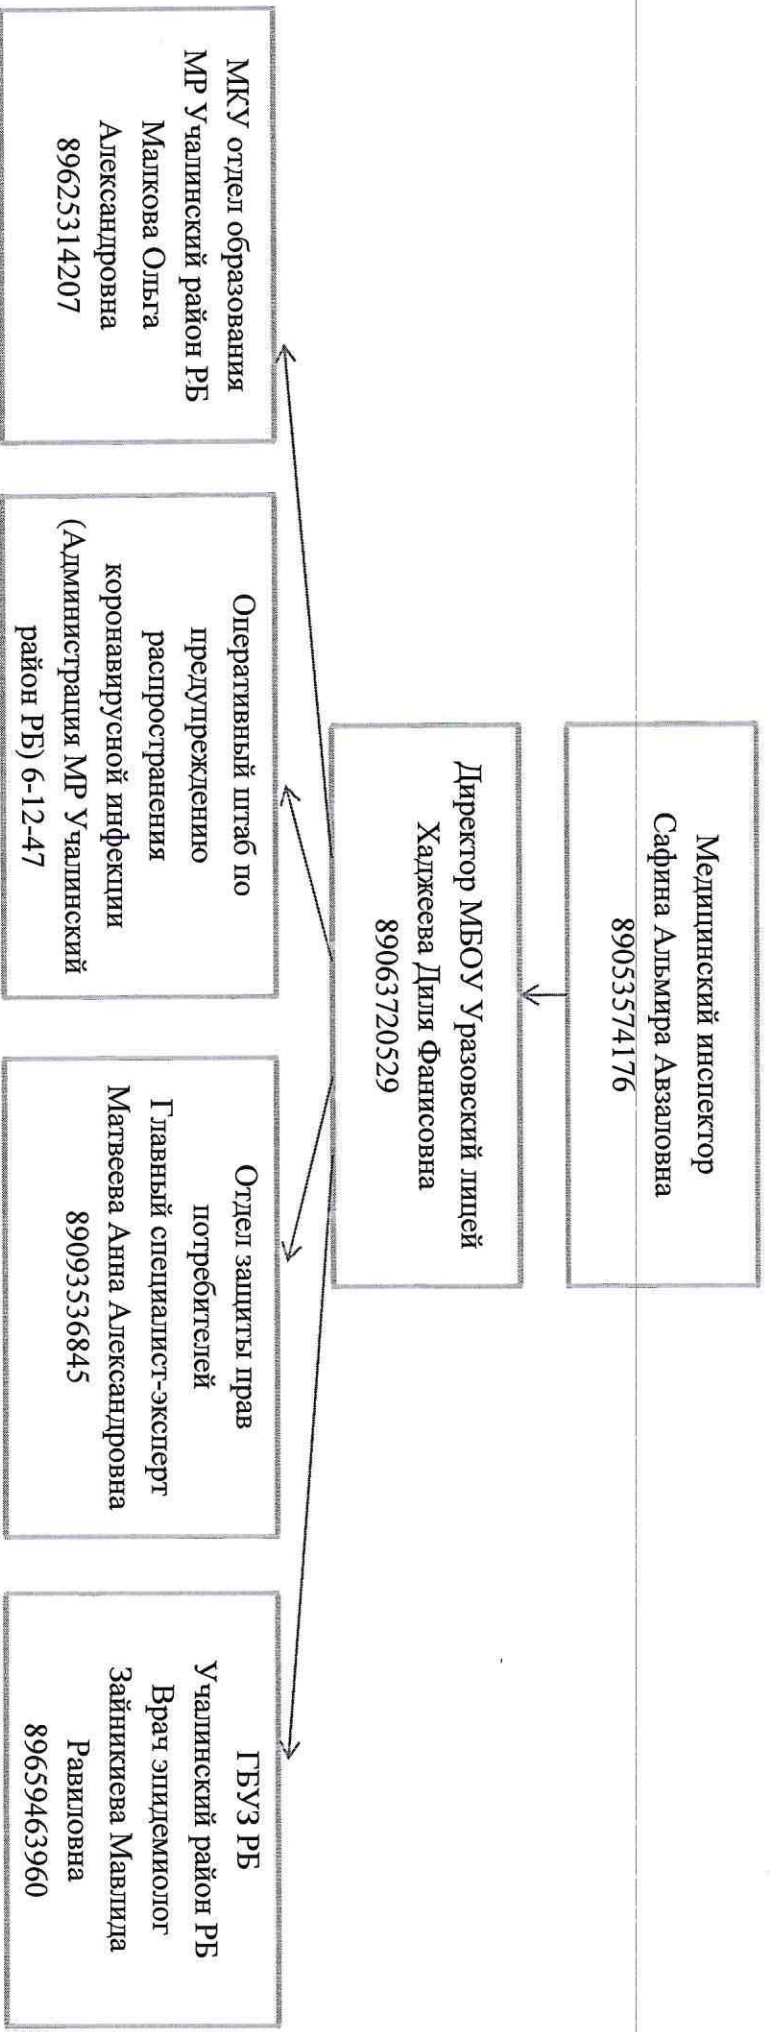 Медицинский инспектор
Сафина Альмира Авзаловна
89053574176
Директор МБОУ Уразовский лицей
Хаджеева Диля Фанисовна
89063720529
МКУ отдел образования
МР Учалинский район РБ
Малкова Ольга
Александровна
89625314207
Оперативный штаб по
предупреждению
распространения
коронавирусной инфекции
(Администрация МР Учалинский
район РБ) 6-12-47
Отдел защиты прав
потребителей
Главный специалист-эксперт
Матвеева Анна Александровна
89093536845
ГБУЗ РБ
Учалинский район РБ
Врач эпидемиолог
Зайникиева Мавлида
Равиловна
89659463960